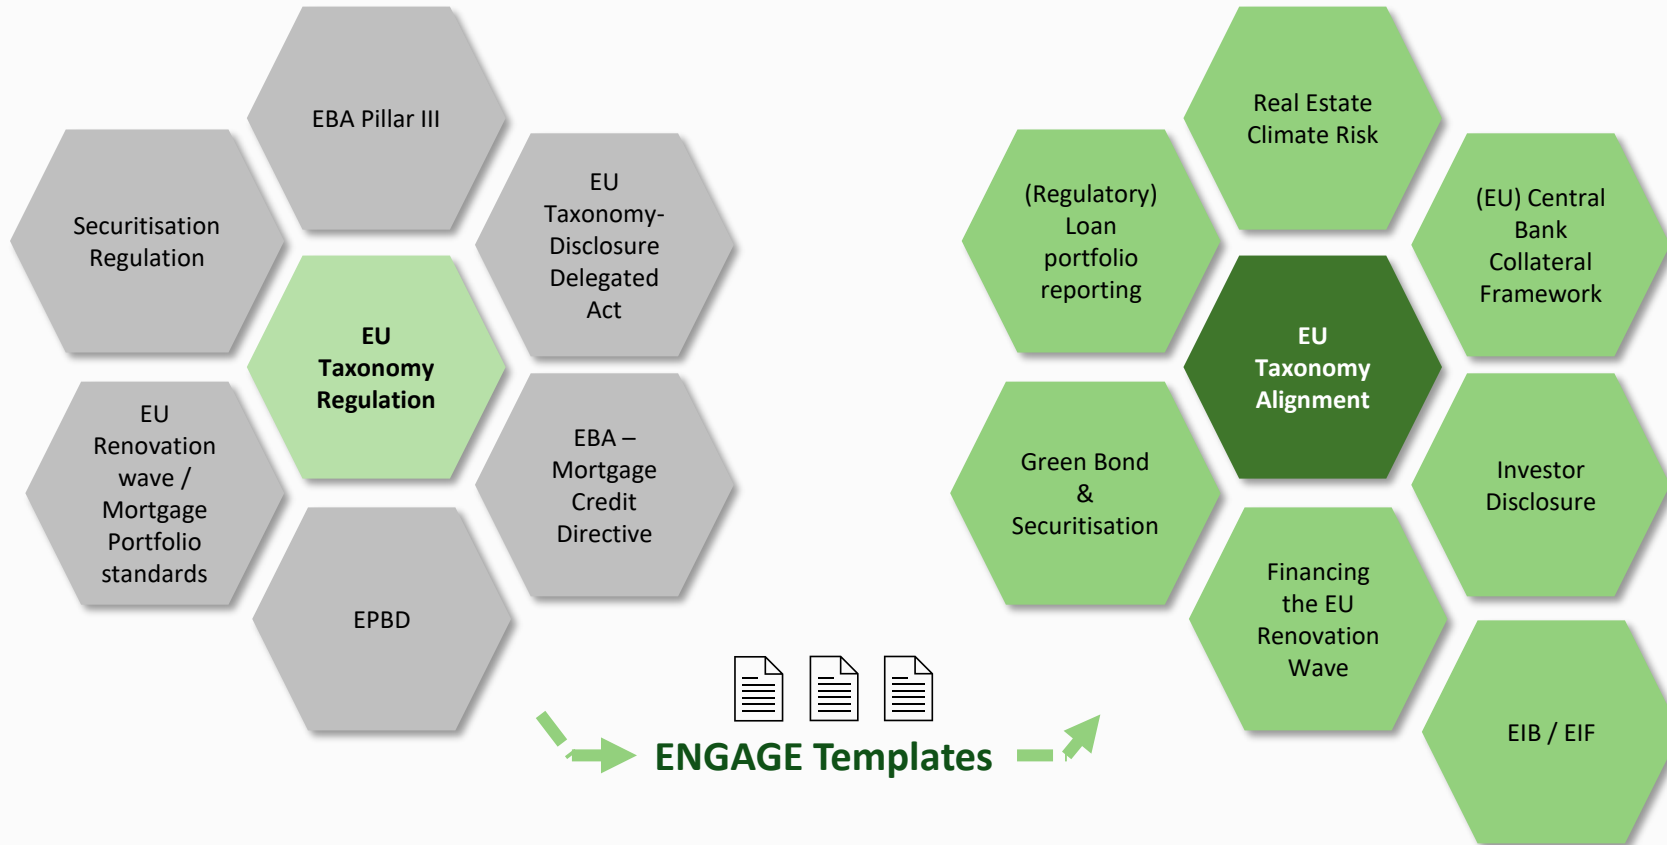 EBA Pillar III
Securitisation
Regulation
EU
Taxonomy-
Disclosure
Delegated
Act
EU
Taxonomy
Regulation
EU
Renovation
wave /
Mortgage
Portfolio
standards
EBA –
Mortgage
Credit
Directive
EPBD
ENGAGE Templates
Real Estate
Climate Risk
(Regulatory)
Loan
portfolio
reporting
(EU) Central
Bank
Collateral
Framework
EU
Taxonomy
Alignment
Green Bond
&
Securitisation
Investor
Disclosure
Financing
the EU
Renovation
Wave
EIB / EIF